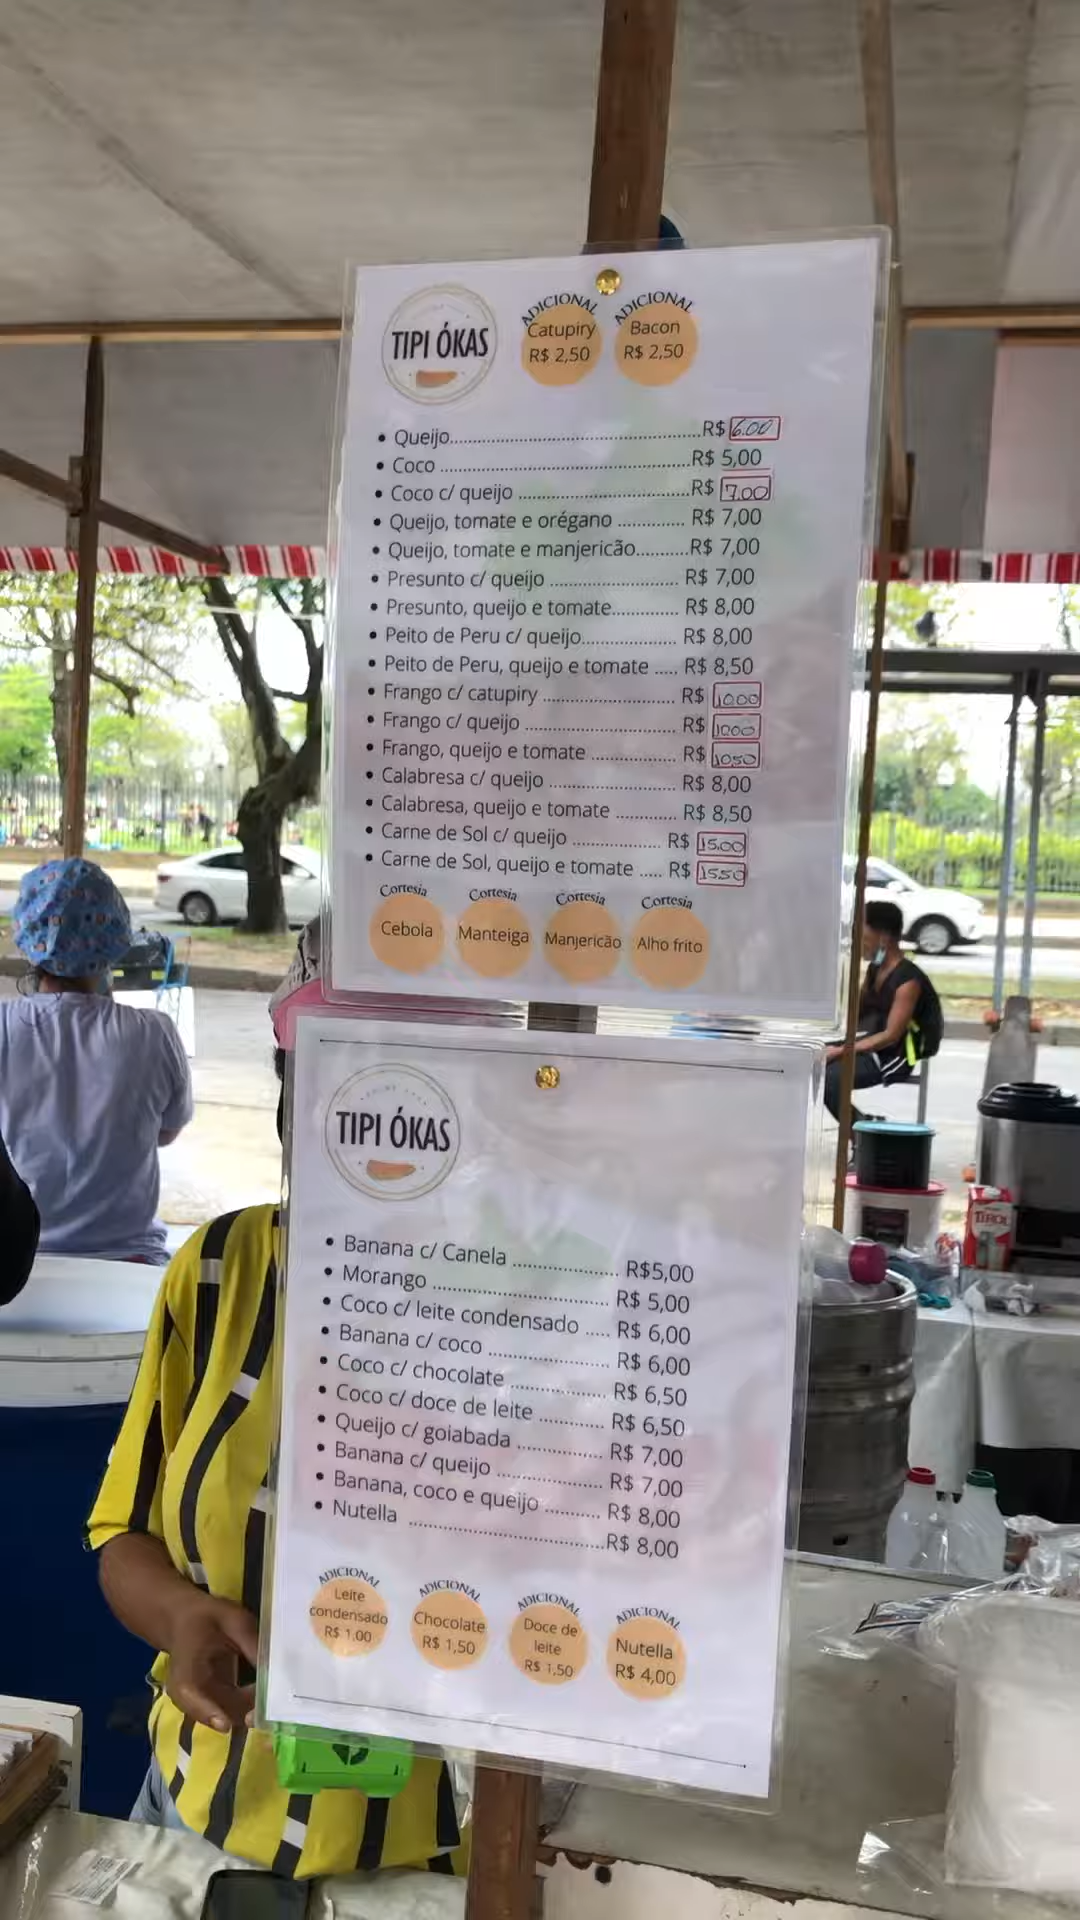 TIPI ÓKAS
ADICIONAL
Catupiry
R$ 2,50
ADICIONAL
Bacon
R$ 2,50
• Queijo..........R$ 6.00
• Coco ..........R$ 5,00
• Coco c/ queijo ..........R$ 7.00
• Queijo, tomate e orégano .......... R$ 7,00
• Queijo, tomate e manjericão..........R$ 7,00
• Presunto c/ queijo .......... R$ 7,00
• Presunto, queijo e tomate.......... R$ 8,00
• Peito de Peru c/ queijo.......... R$ 8,00
• Peito de Peru, queijo e tomate ..... R$ 8,50
• Frango c/ catupiry .......... R$ 10.00
• Frango c/ queijo .......... R$ 1000
• Frango, queijo e tomate .......... R$ 1050
• Calabresa c/ queijo .......... R$ 8,00
• Calabresa, queijo e tomate .......... R$ 8,50
• Carne de Sol c/ queijo .......... R$ 15.00
• Carne de Sol, queijo e tomate ..... R$ 1550
Cortesia
Cebola
Cortesia
Manteiga
Cortesia
Manjericão
Cortesia
Alho frito
TIPI ÓKAS
• Banana c/ Canela .......... R$5,00
• Morango .......... R$ 5,00
• Coco c/ leite condensado ..... R$ 6,00
• Banana c/ coco .......... R$ 6,00
• Coco c/ chocolate .......... R$ 6,50
• Coco c/ doce de leite .......... R$ 6,50
• Queijo c/ goiabada .......... R$ 7,00
• Banana c/ queijo .......... R$ 7,00
• Banana, coco e queijo .......... R$ 8,00
• Nutella ..........R$ 8,00
ADICIONAL
Leite
condensado
R$ 1,00
ADICIONAL
Chocolate
R$ 1,50
ADICIONAL
Doce de
leite
R$ 1,50
ADICIONAL
Nutella
R$ 4,00
TIROL